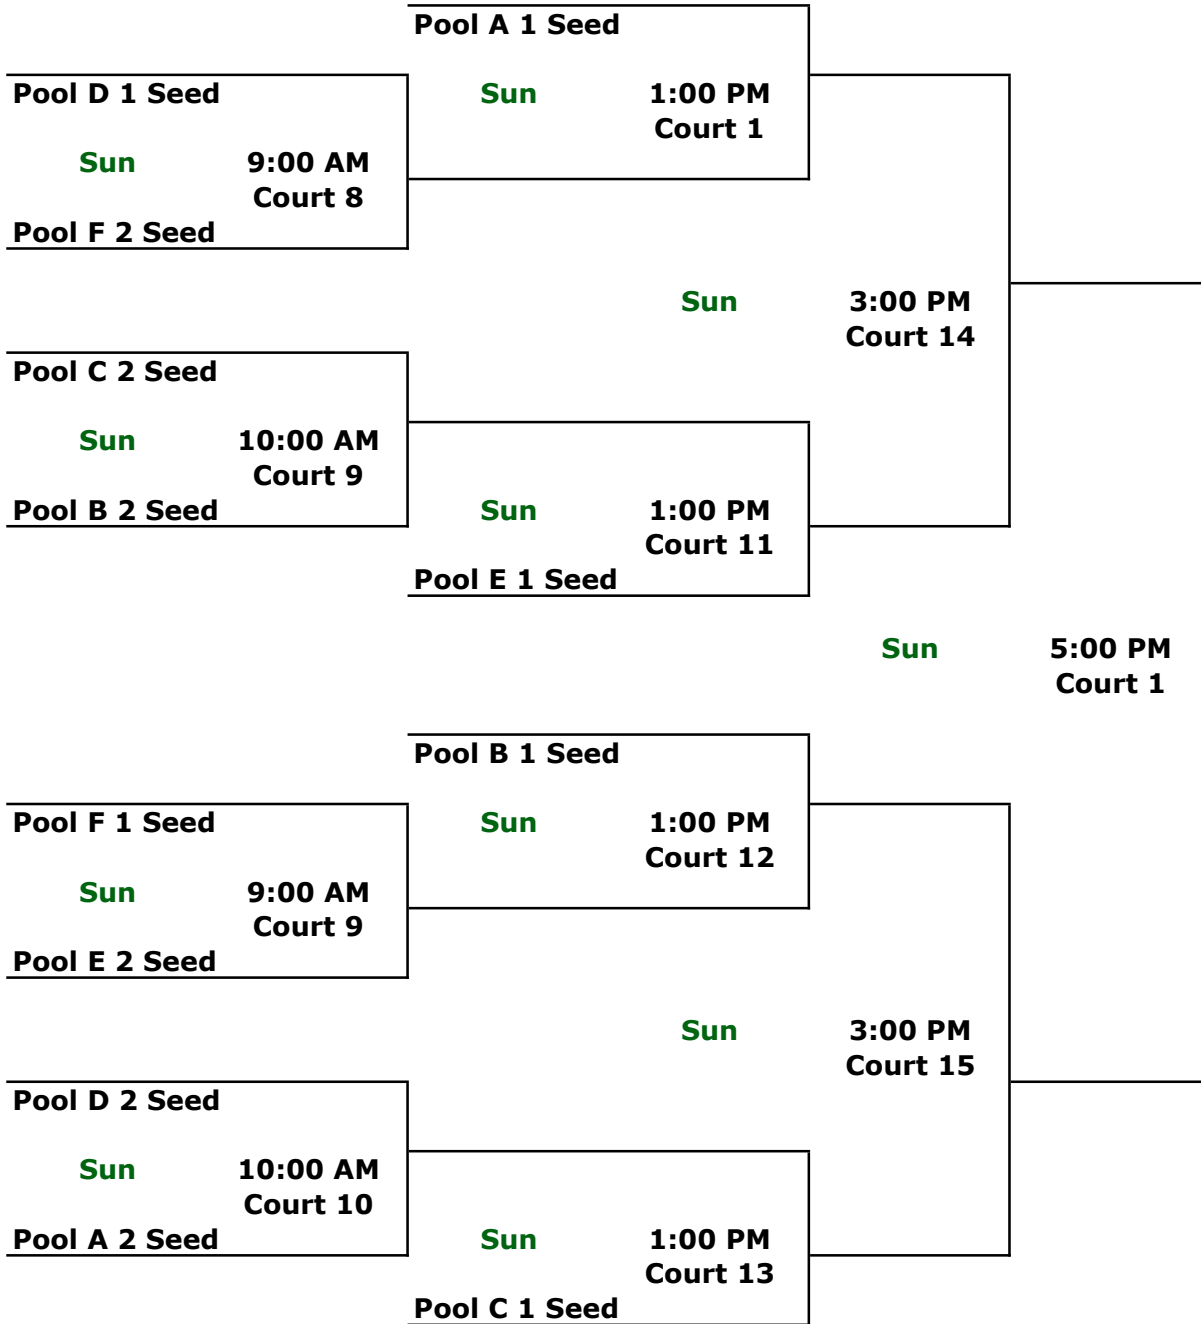 Pool A 1 Seed
Pool D 1 Seed
Sun 1:00 PM
Court 1
Sun 9:00 AM
Court 8
Pool F 2 Seed
Sun 3:00 PM
Court 14
Pool C 2 Seed
Sun 10:00 AM
Court 9
Pool B 2 Seed
Sun 1:00 PM
Court 11
Pool E 1 Seed
Sun 5:00 PM
Court 1
Pool B 1 Seed
Pool F 1 Seed
Sun 1:00 PM
Court 12
Sun 9:00 AM
Court 9
Pool E 2 Seed
Sun 3:00 PM
Court 15
Pool D 2 Seed
Sun 10:00 AM
Court 10
Pool A 2 Seed
Sun 1:00 PM
Court 13
Pool C 1 Seed